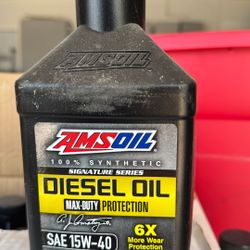 AMSOIL
AMSOIL
100% SYNTHETIC
SIGNATURE SERIES
DIESEL OIL
MAX-DUTY PROTECTION
6X
More Wear
Protection
SAE 15W-40